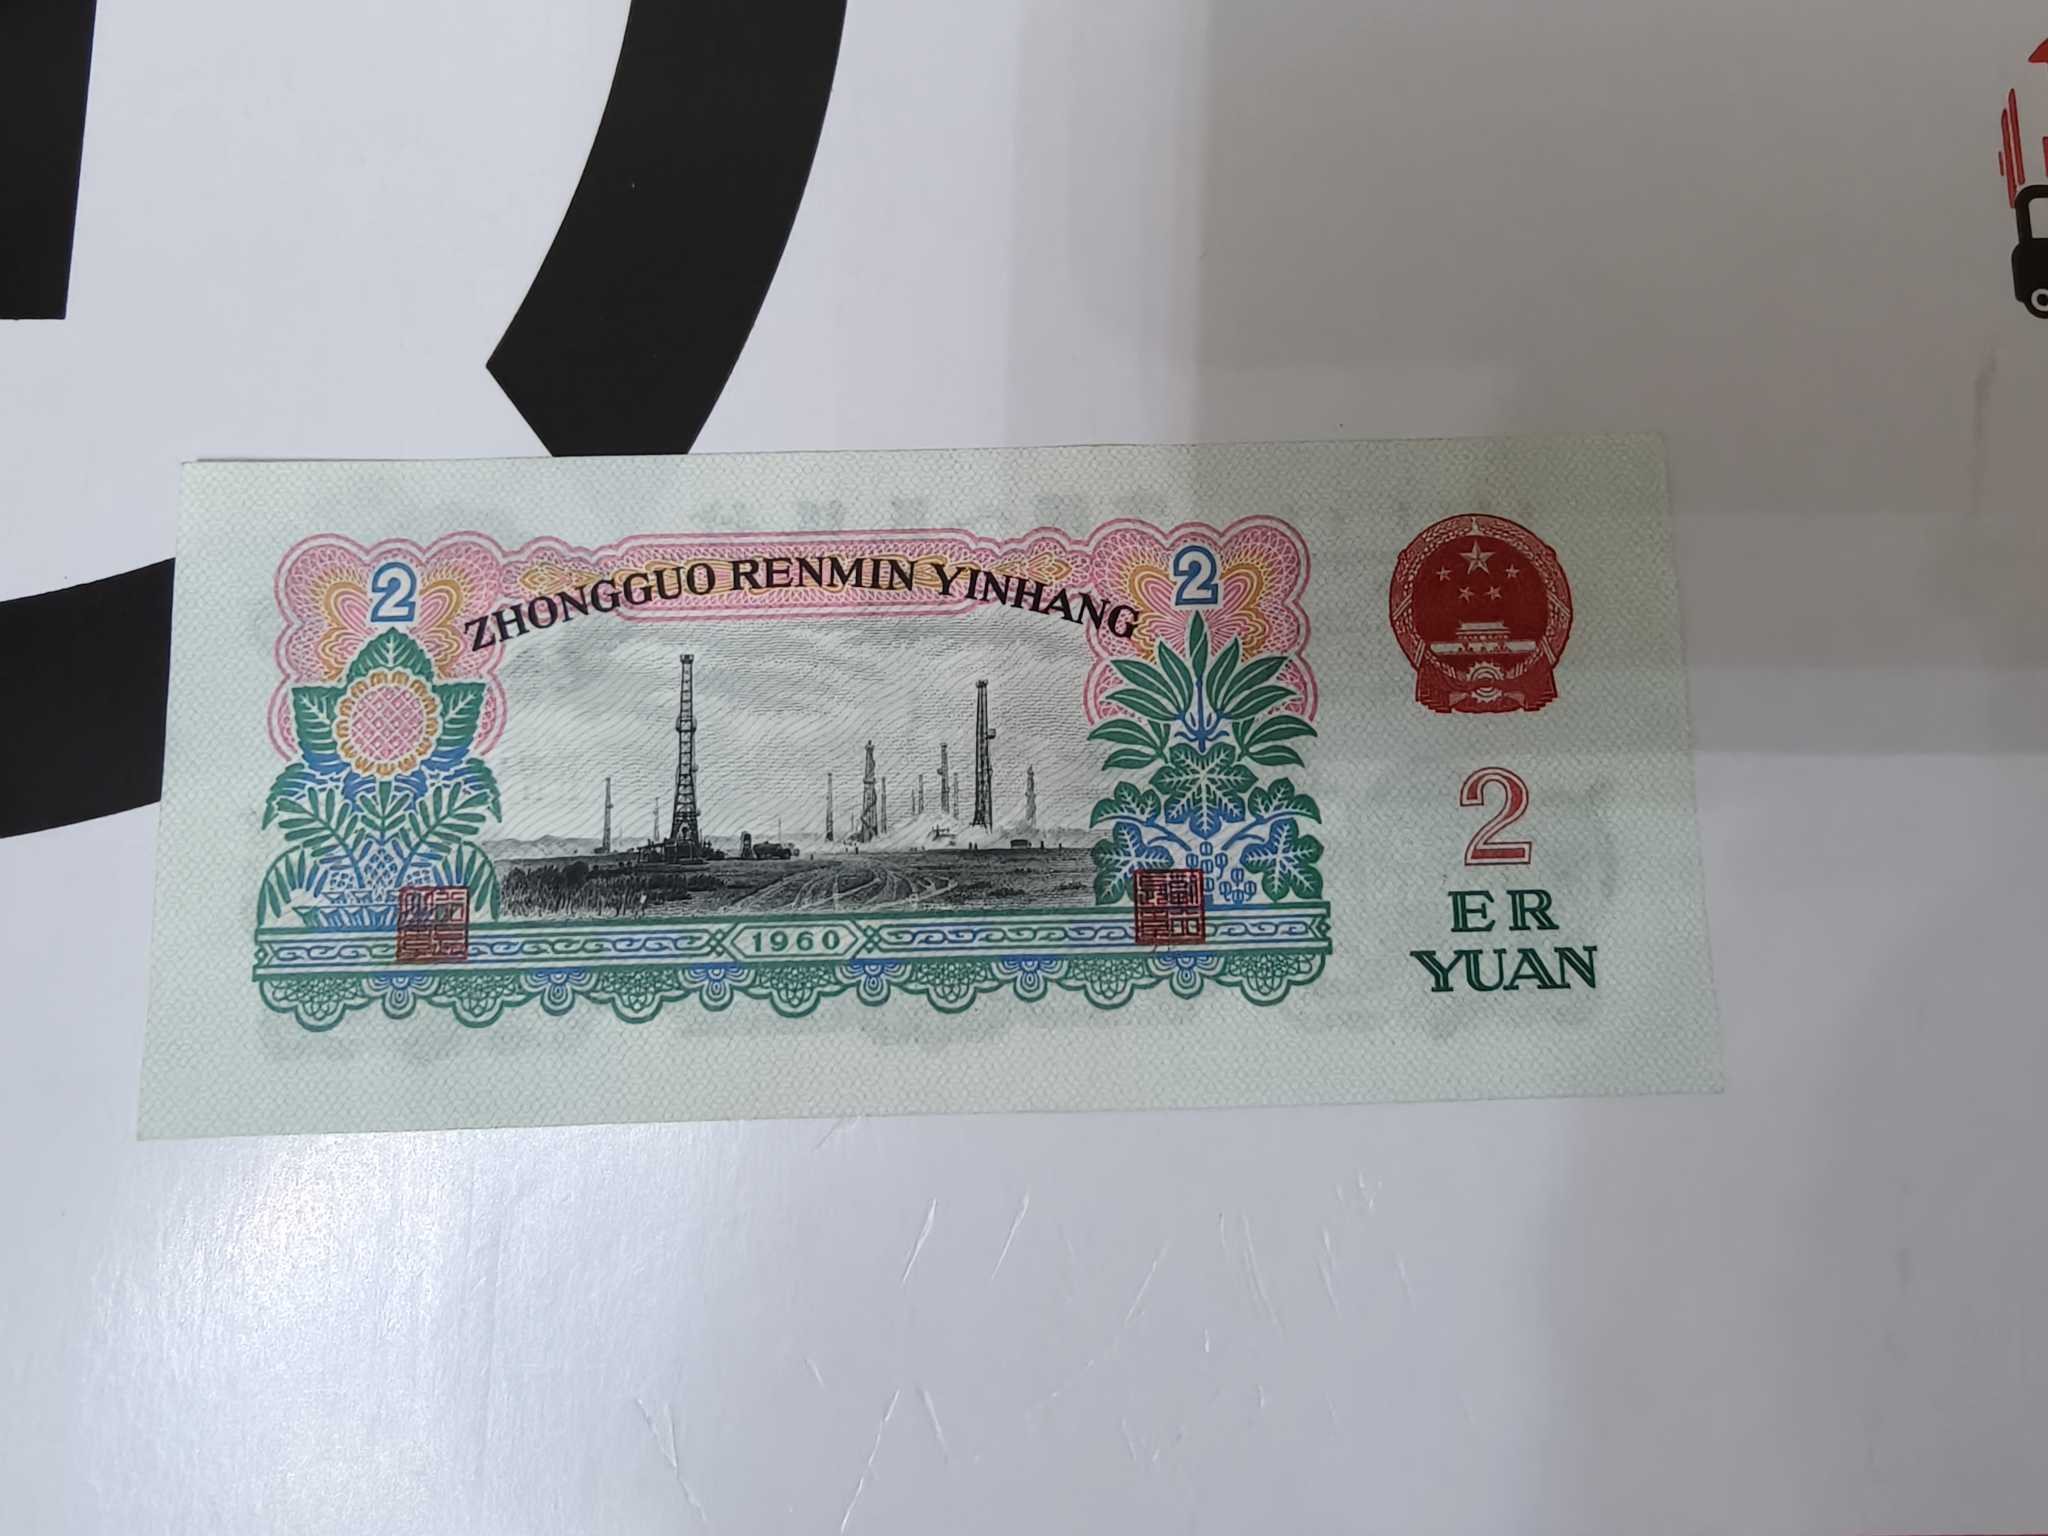 2
2
ZHONGGUO RENMIN YINHANG
2
ER
YUAN
1960